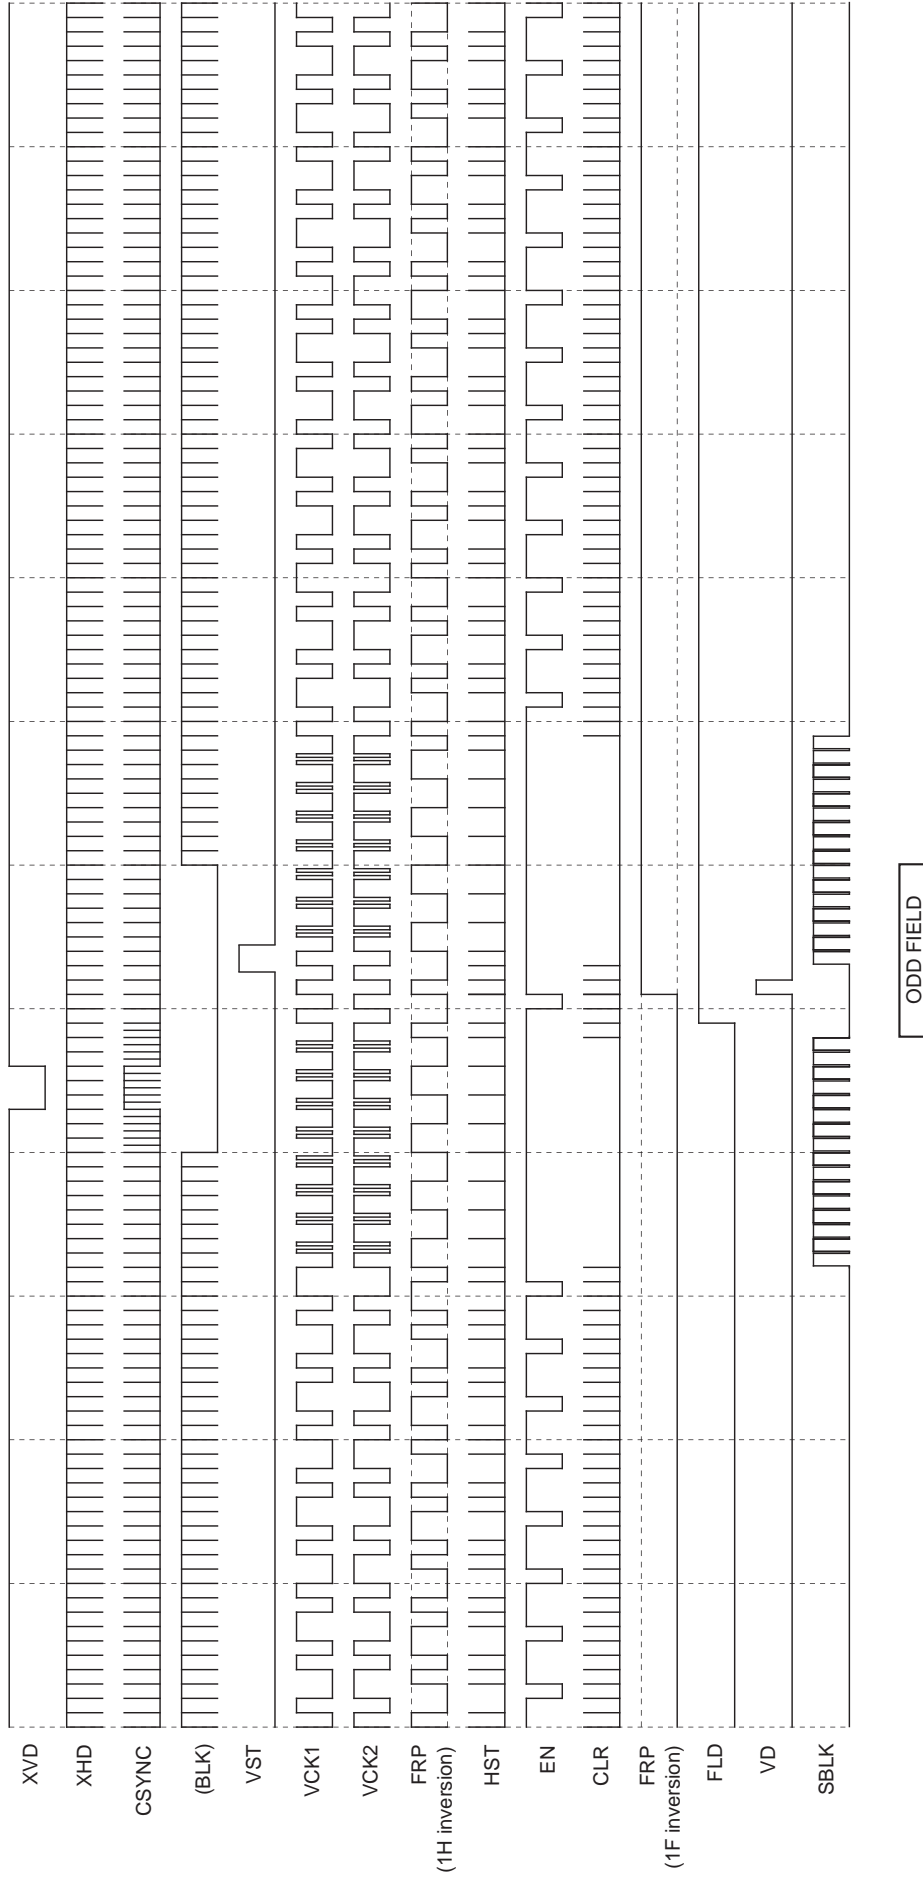 XVD
XHD
CSYNC
(BLK)
VST
VCK1
VCK2
FRP
(1H inversion)
HST
EN
CLR
FRP
(1F inversion)
FLD
VD
SBLK
ODD FIELD